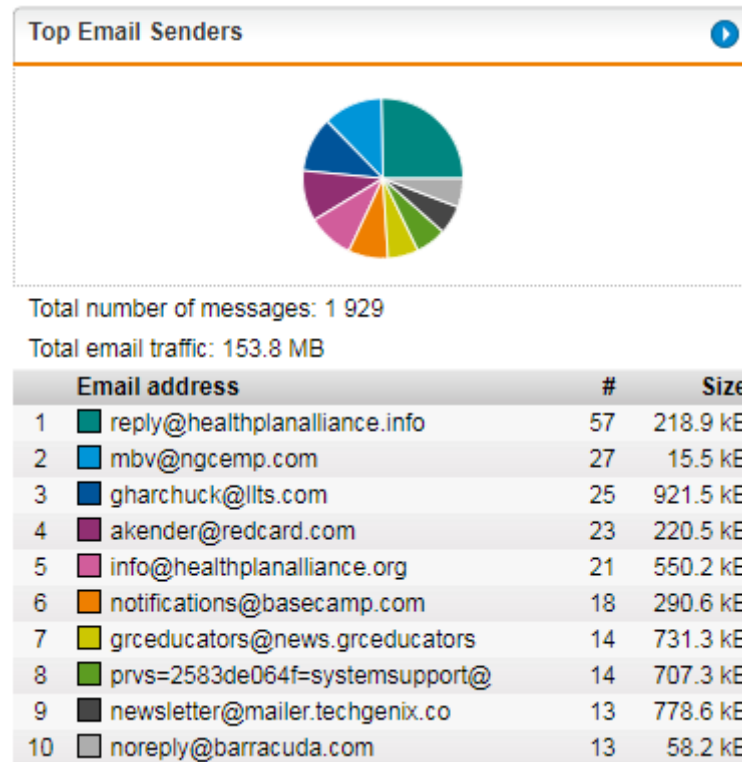 Top Email Senders
Total number of messages: 1 929
Total email traffic: 153.8 MB
Email address # Size
1 reply@healthplanalliance.info 57 218.9 kB
2 mbv@ngcemp.com 27 15.5 kB
3 gharchuck@llts.com 25 921.5 kB
4 akender@redcard.com 23 220.5 kB
5 info@healthplanalliance.org 21 550.2 kB
6 notifications@basecamp.com 18 290.6 kB
7 grceducators@news.grceducators 14 731.3 kB
8 prvs=2583de064f=systemsupport@ 14 707.3 kB
9 newsletter@mailer.techgenix.co 13 778.6 kB
10 noreply@barracuda.com 13 58.2 kB